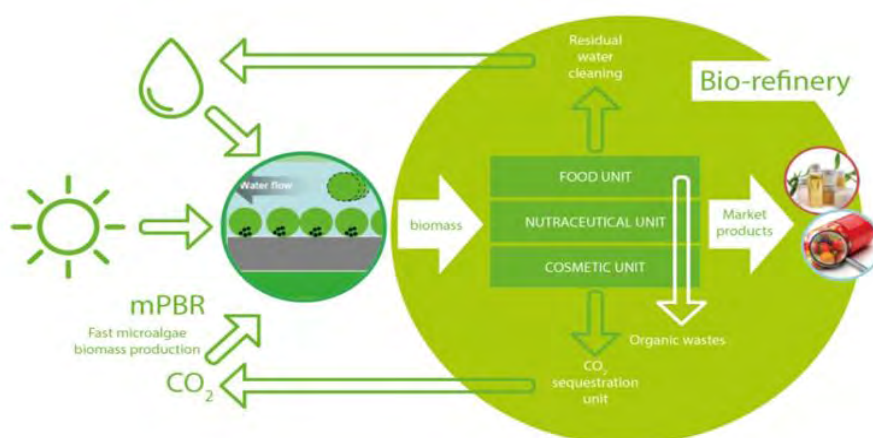 Residual
water
cleaning
Bio-refinery
Water flow
FOOD UNIT
biomass
NUTRACEUTICAL UNIT
Market
products
COSMETIC UNIT
mPBR
Fast microalgae
biomass production
Organic wastes
CO2
CO2
sequestration
unit